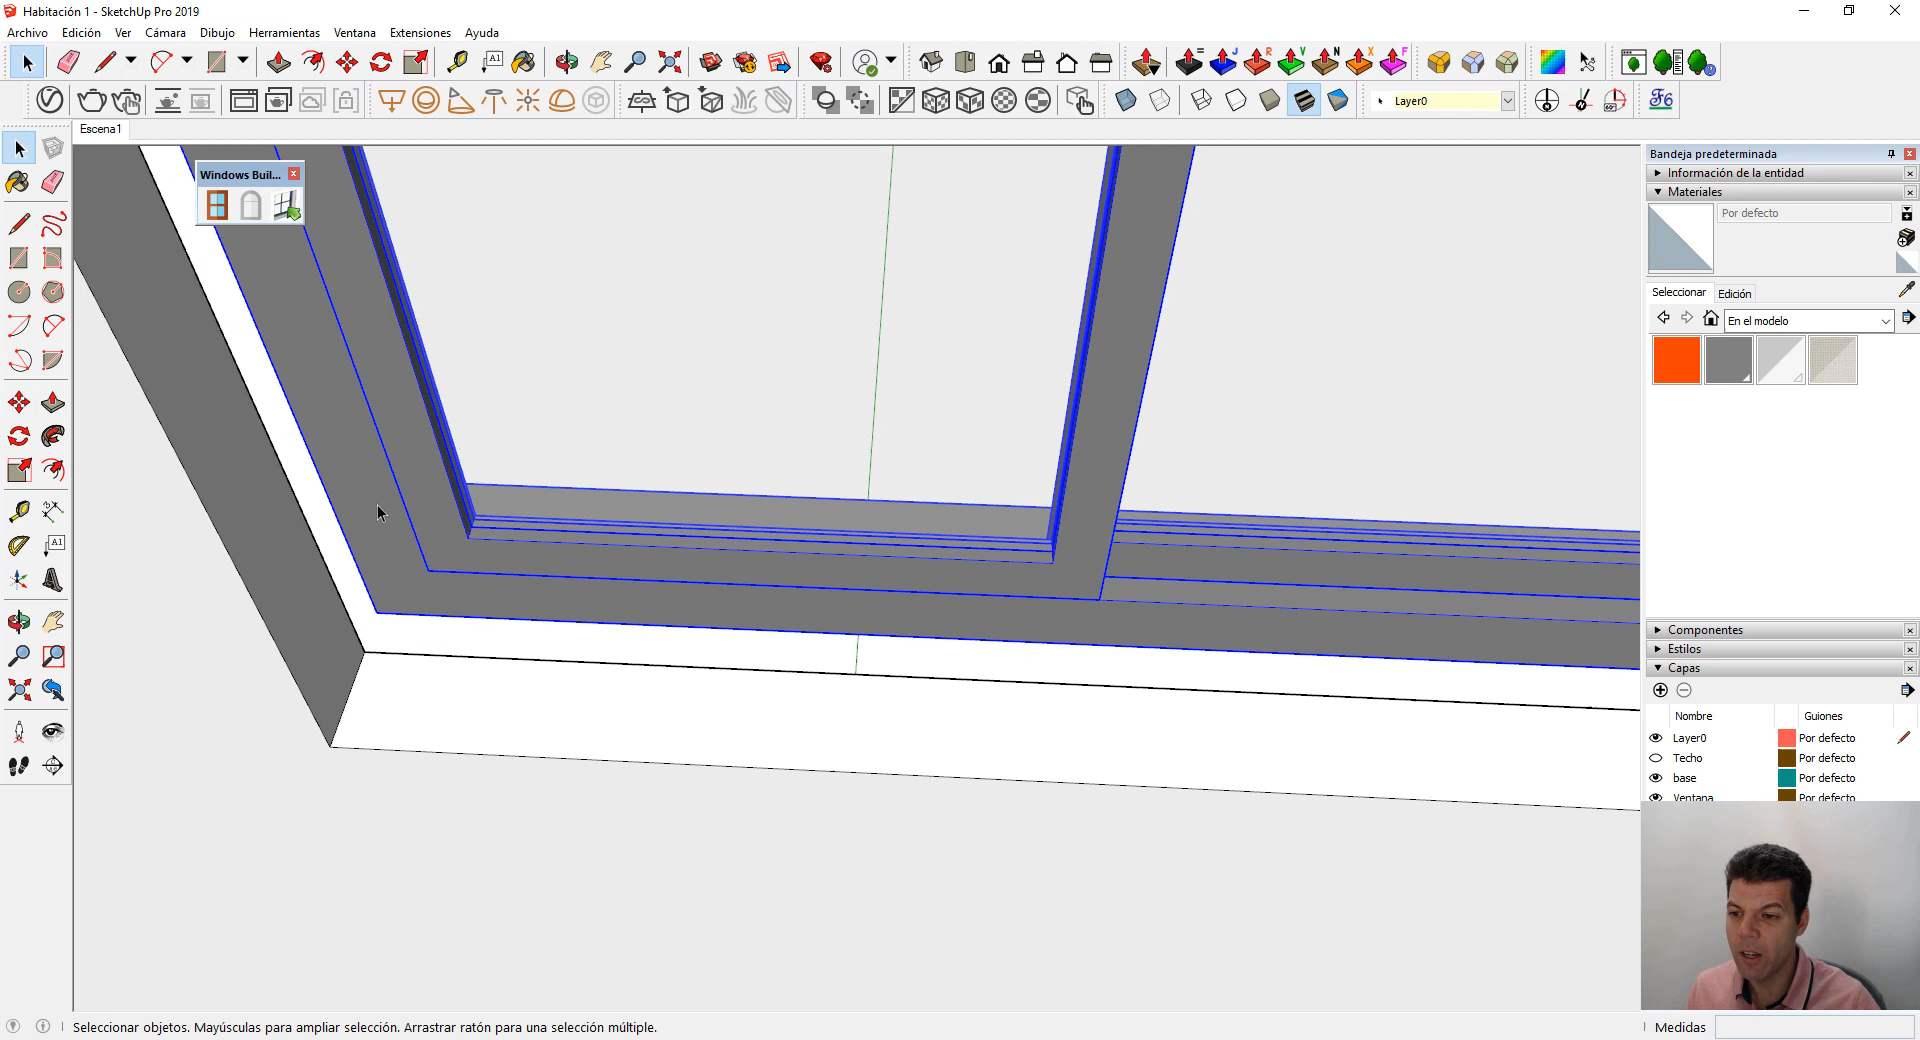 Habitación 1 - SketchUp Pro 2019
Archivo Edición Ver Cámara Dibujo Herramientas Ventana Extensiones Ayuda
A1 = J R V N X F
Layer0
F6
Escena1
Windows Buil...
A1
Bandeja predeterminada
Información de la entidad
Materiales
Por defecto
Seleccionar Edición
En el modelo
Componentes
Estilos
Capas
Nombre Guiones
Layer0 Por defecto
Techo Por defecto
base Por defecto
Ventana Por defecto
Seleccionar objetos. Mayúsculas para ampliar selección. Arrastrar ratón para una selección múltiple.
Medidas